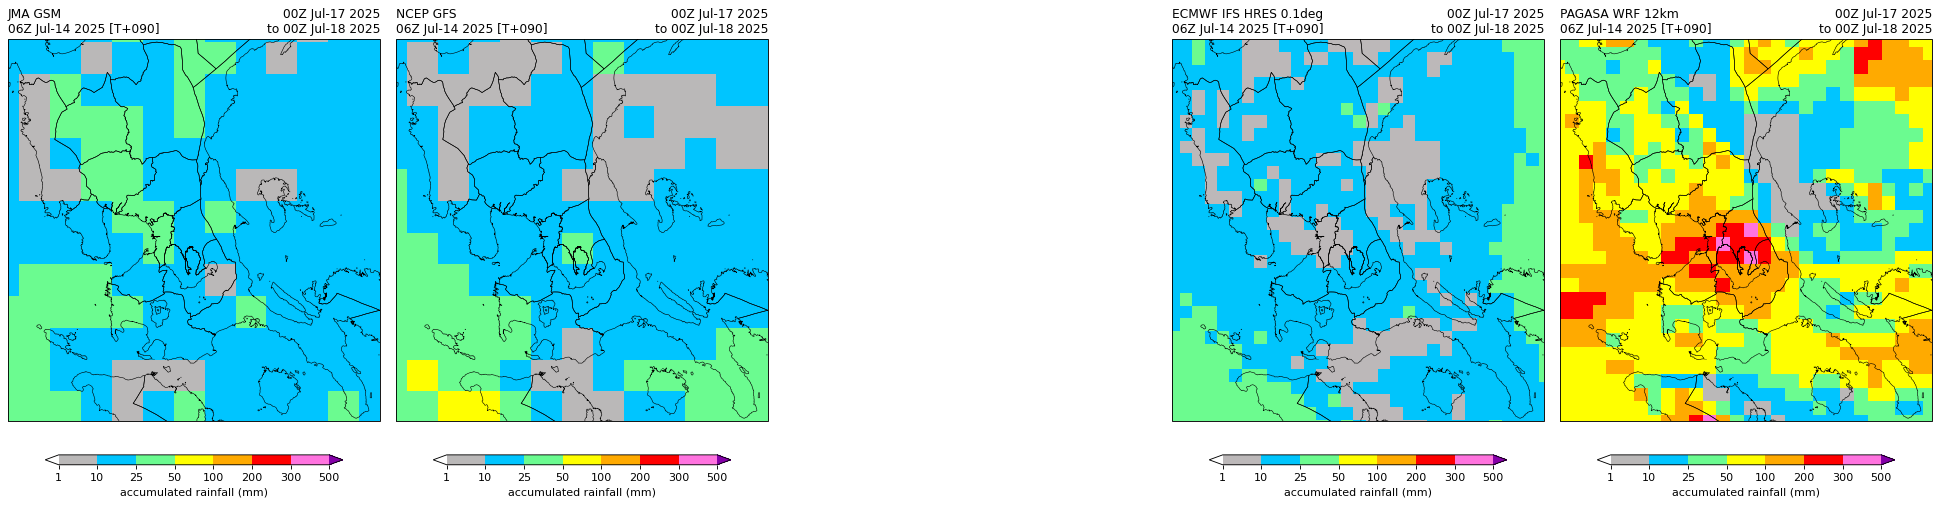 JMA GSM 00Z Jul-17 2025
06Z Jul-14 2025 [T+090] to 00Z Jul-18 2025
1 10 25 50 100 200 300 500
accumulated rainfall (mm)
NCEP GFS 00Z Jul-17 2025
06Z Jul-14 2025 [T+090] to 00Z Jul-18 2025
1 10 25 50 100 200 300 500
accumulated rainfall (mm)
ECMWF IFS HRES 0.1deg 00Z Jul-17 2025
06Z Jul-14 2025 [T+090] to 00Z Jul-18 2025
1 10 25 50 100 200 300 500
accumulated rainfall (mm)
PAGASA WRF 12km 00Z Jul-17 2025
06Z Jul-14 2025 [T+090] to 00Z Jul-18 2025
1 10 25 50 100 200 300 500
accumulated rainfall (mm)